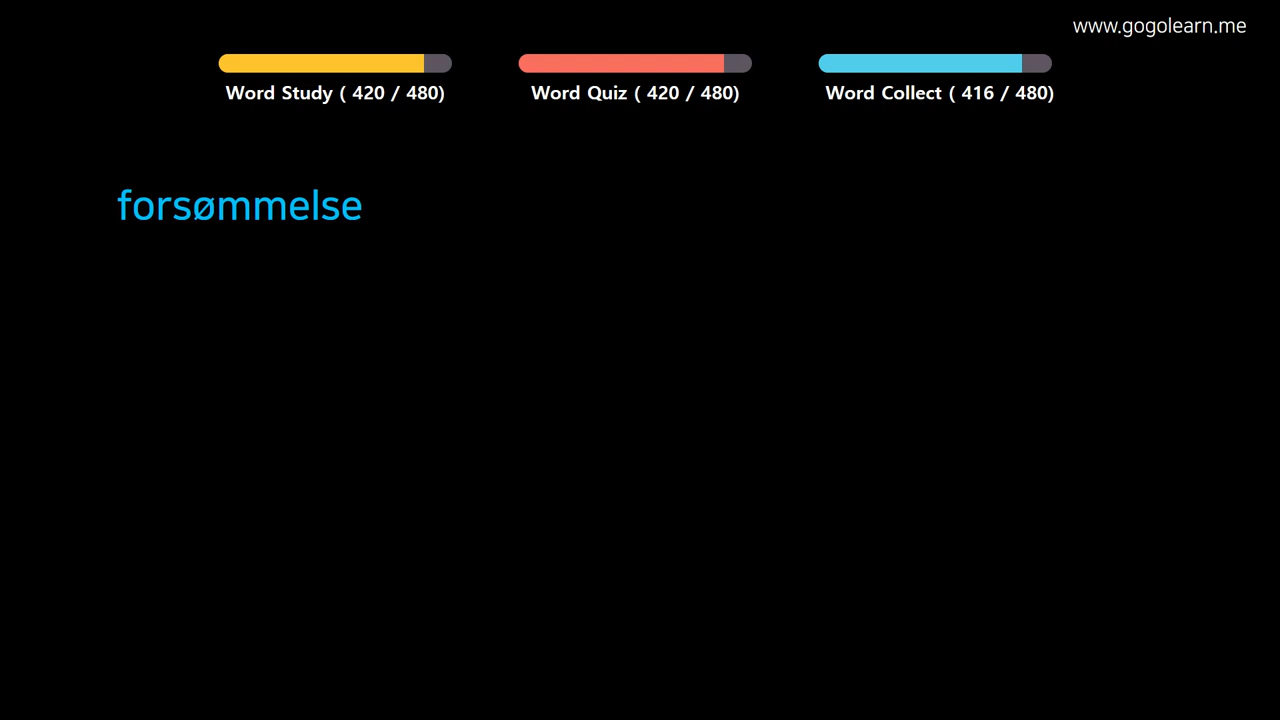 www.gogolearn.me
Word Study ( 420 / 480)
Word Quiz ( 420 / 480)
Word Collect ( 416 / 480)
forsømmelse